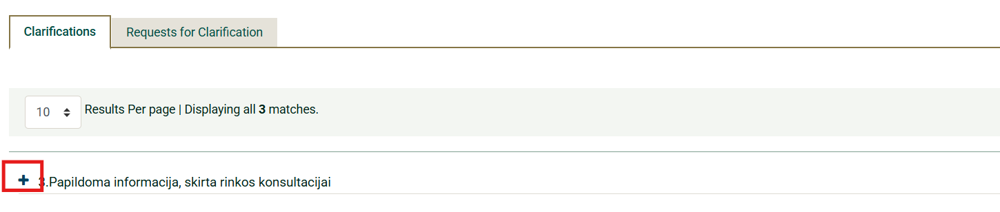 Clarifications
Requests for Clarification
10
Results Per page | Displaying all 3 matches.
3.Papildoma informacija, skirta rinkos konsultacijai